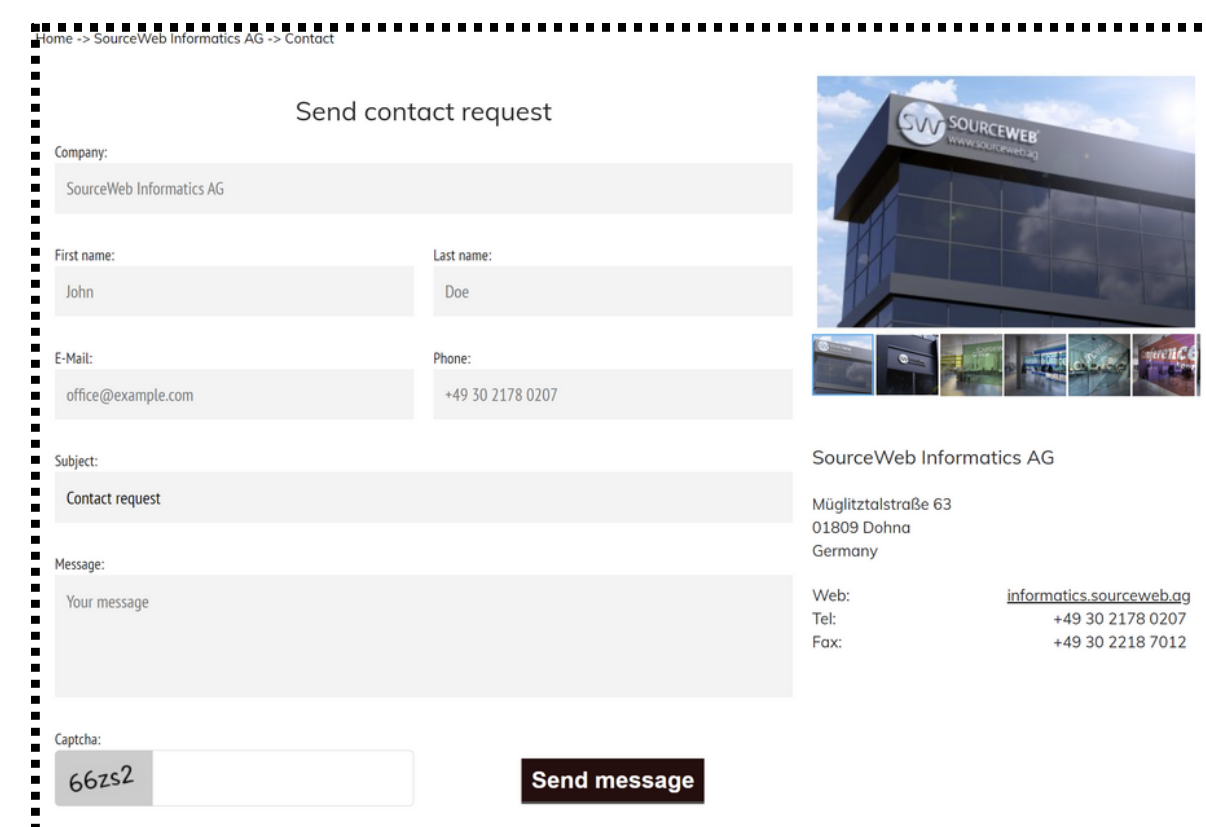 Home -> SourceWeb Informatics AG -> Contact
Send contact request
Company:
SourceWeb Informatics AG
First name:
Last name:
John
Doe
E-Mail:
Phone:
office@example.com
+49 30 2178 0207
Subject:
Contact request
Message:
Your message
Captcha:
66zs2
Send message
SW SOURCEWEB®
www.sourceweb.ag
SourceWeb Informatics AG
Müglitztalstraße 63
01809 Dohna
Germany
Web: informatics.sourceweb.ag
Tel: +49 30 2178 0207
Fax: +49 30 2218 7012